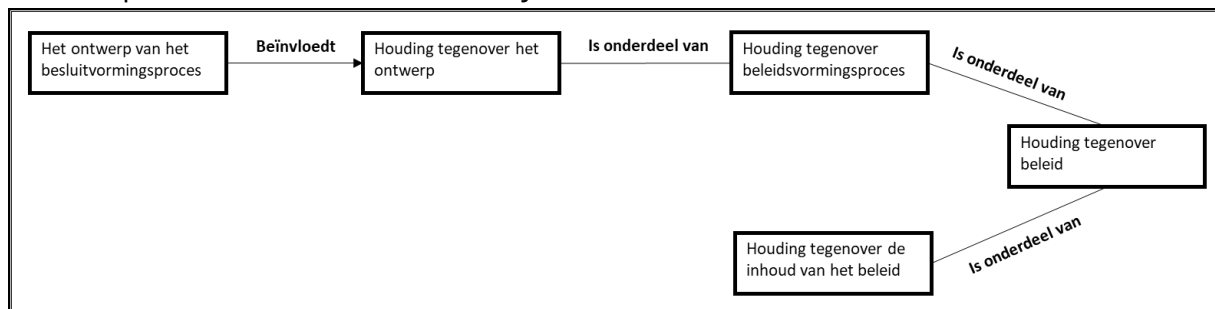 Het ontwerp van het
besluitvormingsproces
Beïnvloedt
Houding tegenover het
ontwerp
Is onderdeel van
Houding tegenover
beleidsvormingsproces
Is onderdeel van
Houding tegenover
beleid
Houding tegenover de
inhoud van het beleid
Is onderdeel van